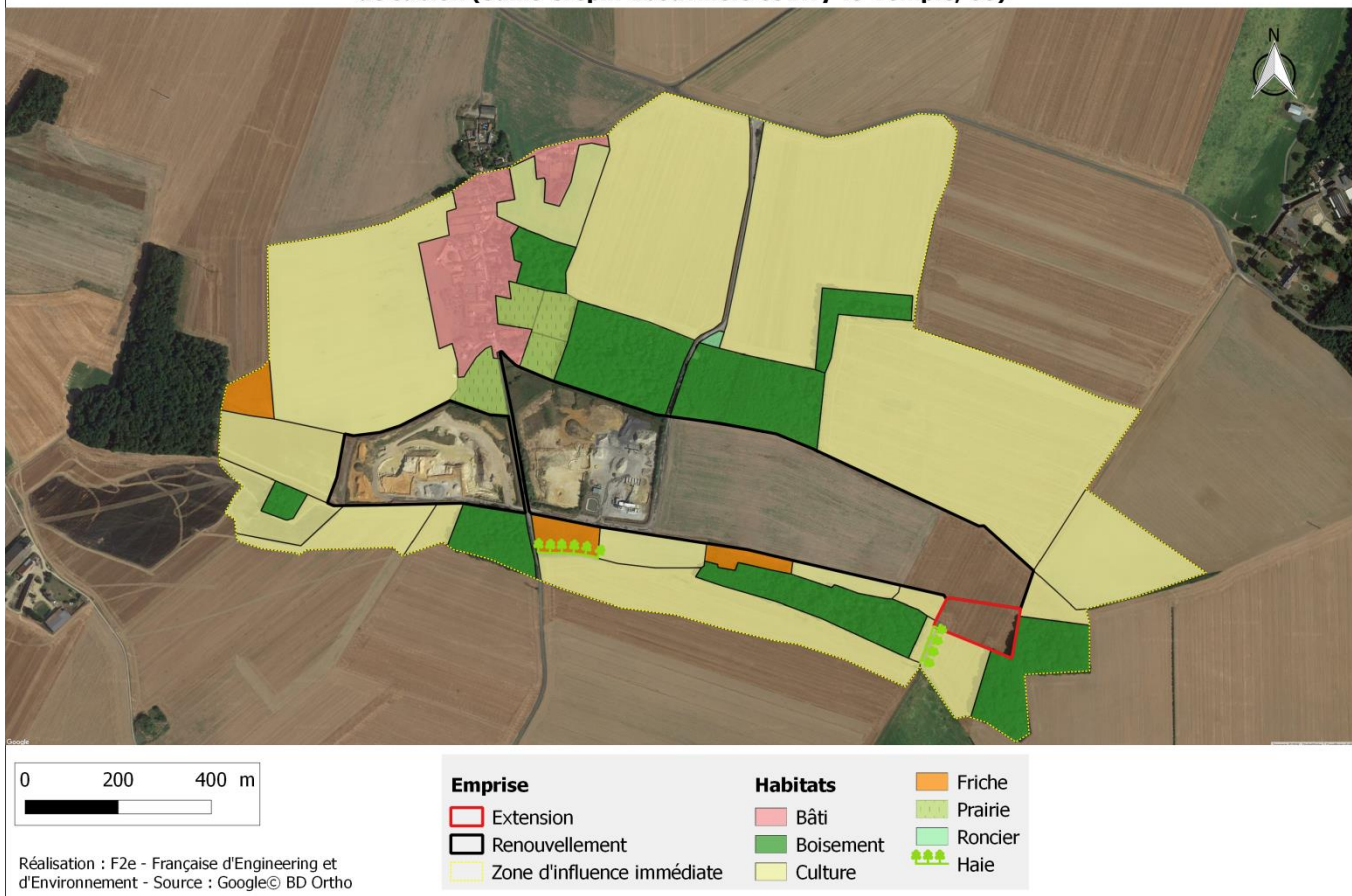 N
Google
0 200 400 m
Réalisation : F2e - Française d'Engineering et
d'Environnement - Source : Google© BD Ortho
Emprise
Extension
Renouvellement
Zone d'influence immédiate
Habitats
Bâti
Boisement
Culture
Friche
Prairie
Roncier
Haie